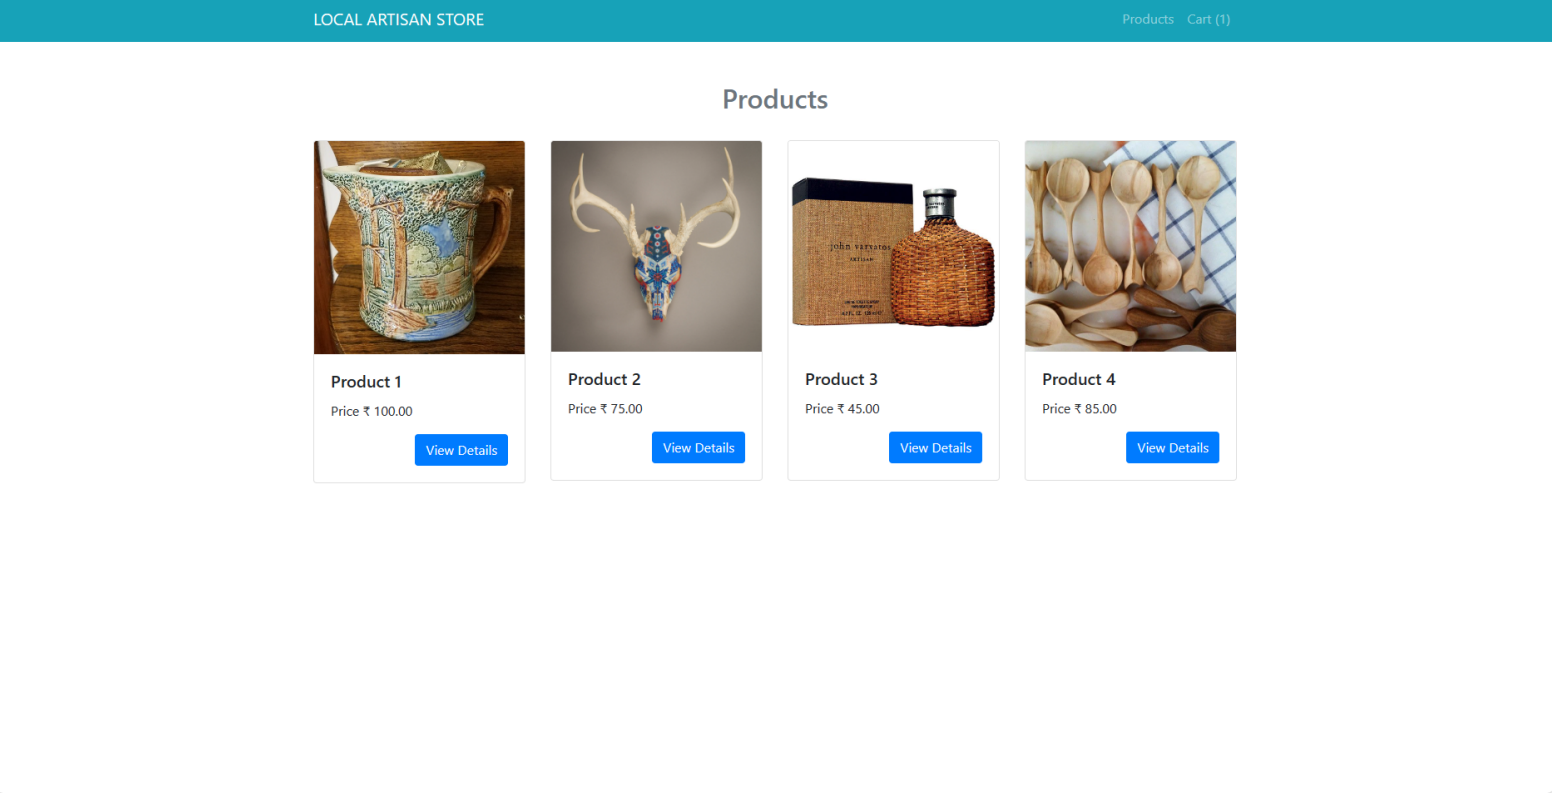 LOCAL ARTISAN STORE
Products
Cart (1)
Products
john varvatos
ARTISAN
Product 1
Price ₹ 100.00
View Details
Product 2
Price ₹ 75.00
View Details
Product 3
Price ₹ 45.00
View Details
Product 4
Price ₹ 85.00
View Details